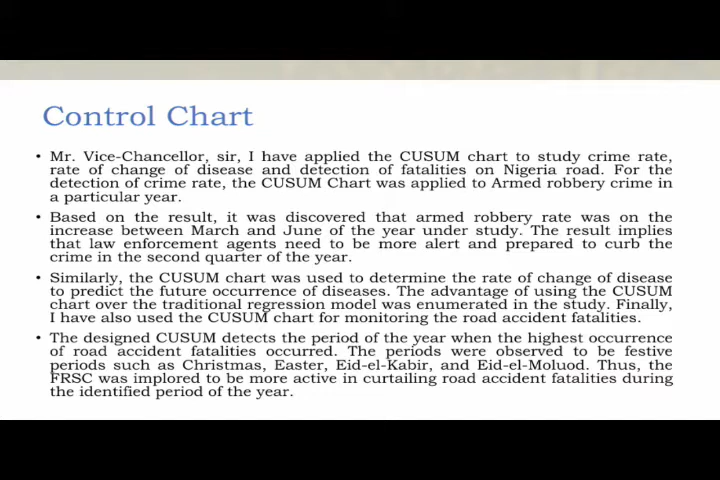 Control Chart
• Mr. Vice-Chancellor, sir, I have applied the CUSUM chart to study crime rate,
rate of change of disease and detection of fatalities on Nigeria road. For the
detection of crime rate, the CUSUM Chart was applied to Armed robbery crime in
a particular year.
• Based on the result, it was discovered that armed robbery rate was on the
increase between March and June of the year under study. The result implies
that law enforcement agents need to be more alert and prepared to curb the
crime in the second quarter of the year.
• Similarly, the CUSUM chart was used to determine the rate of change of disease
to predict the future occurrence of diseases. The advantage of using the CUSUM
chart over the traditional regression model was enumerated in the study. Finally,
I have also used the CUSUM chart for monitoring the road accident fatalities.
• The designed CUSUM detects the period of the year when the highest occurrence
of road accident fatalities occurred. The periods were observed to be festive
periods such as Christmas, Easter, Eid-el-Kabir, and Eid-el-Moluod. Thus, the
FRSC was implored to be more active in curtailing road accident fatalities during
the identified period of the year.